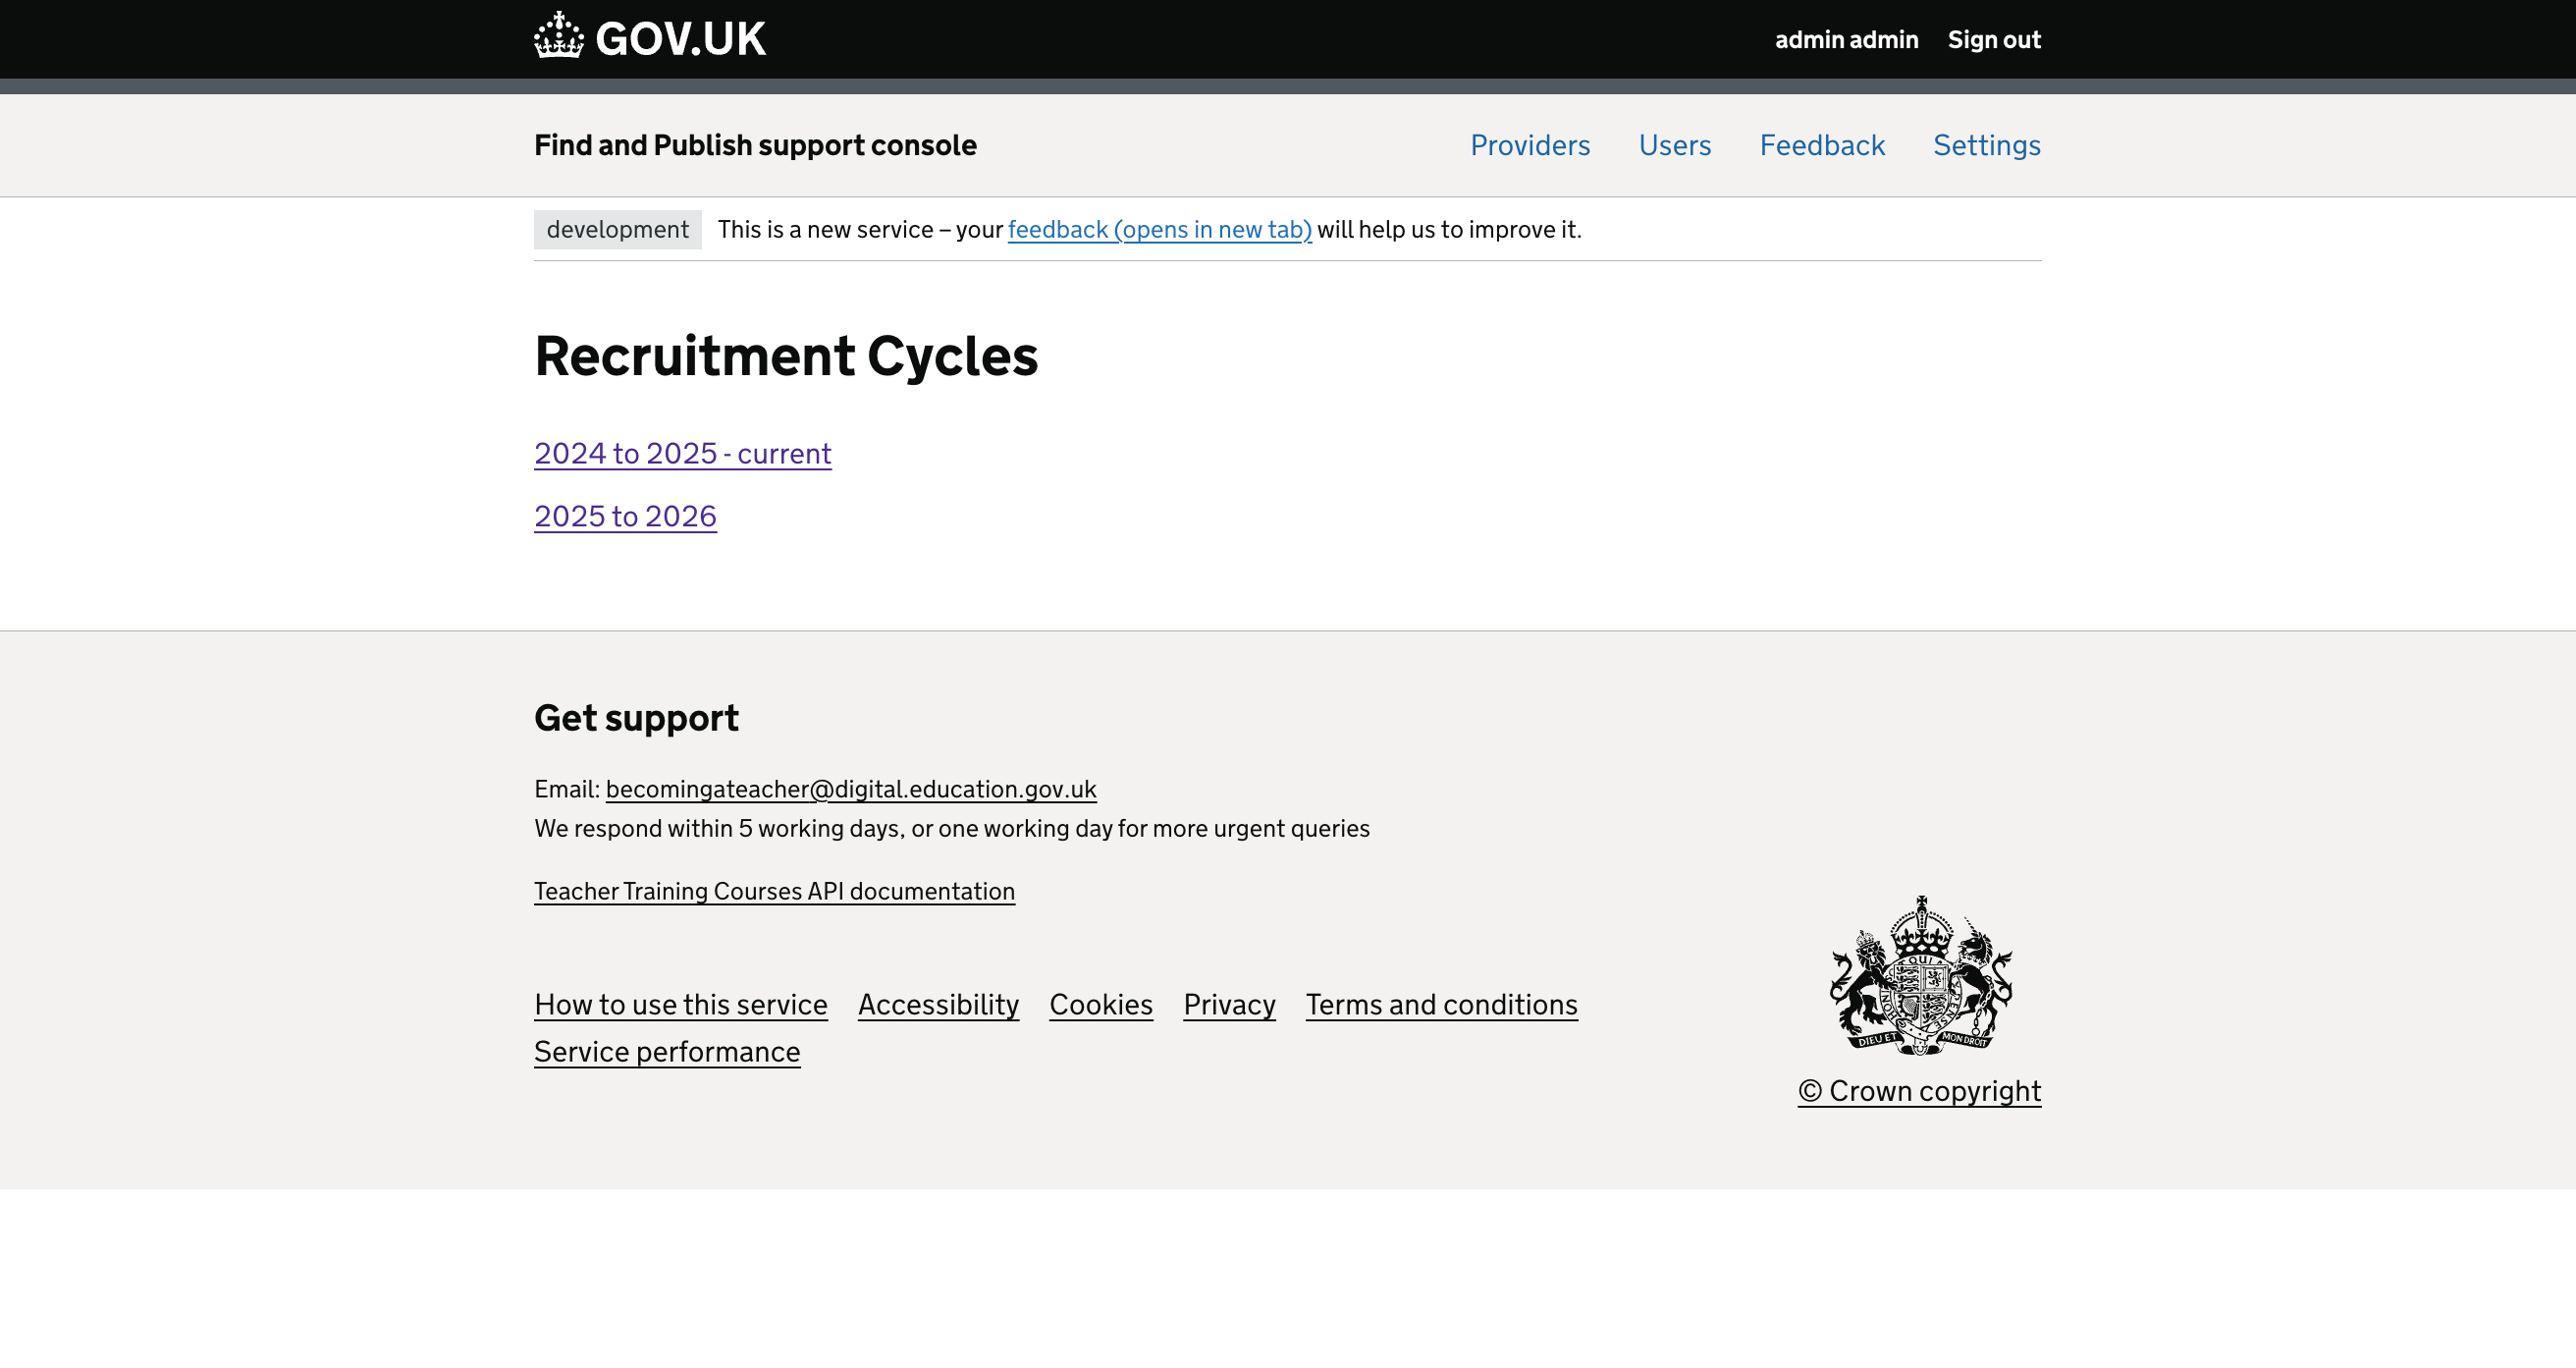 GOV.UK
admin admin Sign out
Find and Publish support console
Providers Users Feedback Settings
development This is a new service – your feedback (opens in new tab) will help us to improve it.
Recruitment Cycles
2024 to 2025 - current
2025 to 2026
Get support
Email: becomingateacher@digital.education.gov.uk
We respond within 5 working days, or one working day for more urgent queries
Teacher Training Courses API documentation
How to use this service Accessibility Cookies Privacy Terms and conditions
Service performance
DIEU ET MON DROIT
© Crown copyright